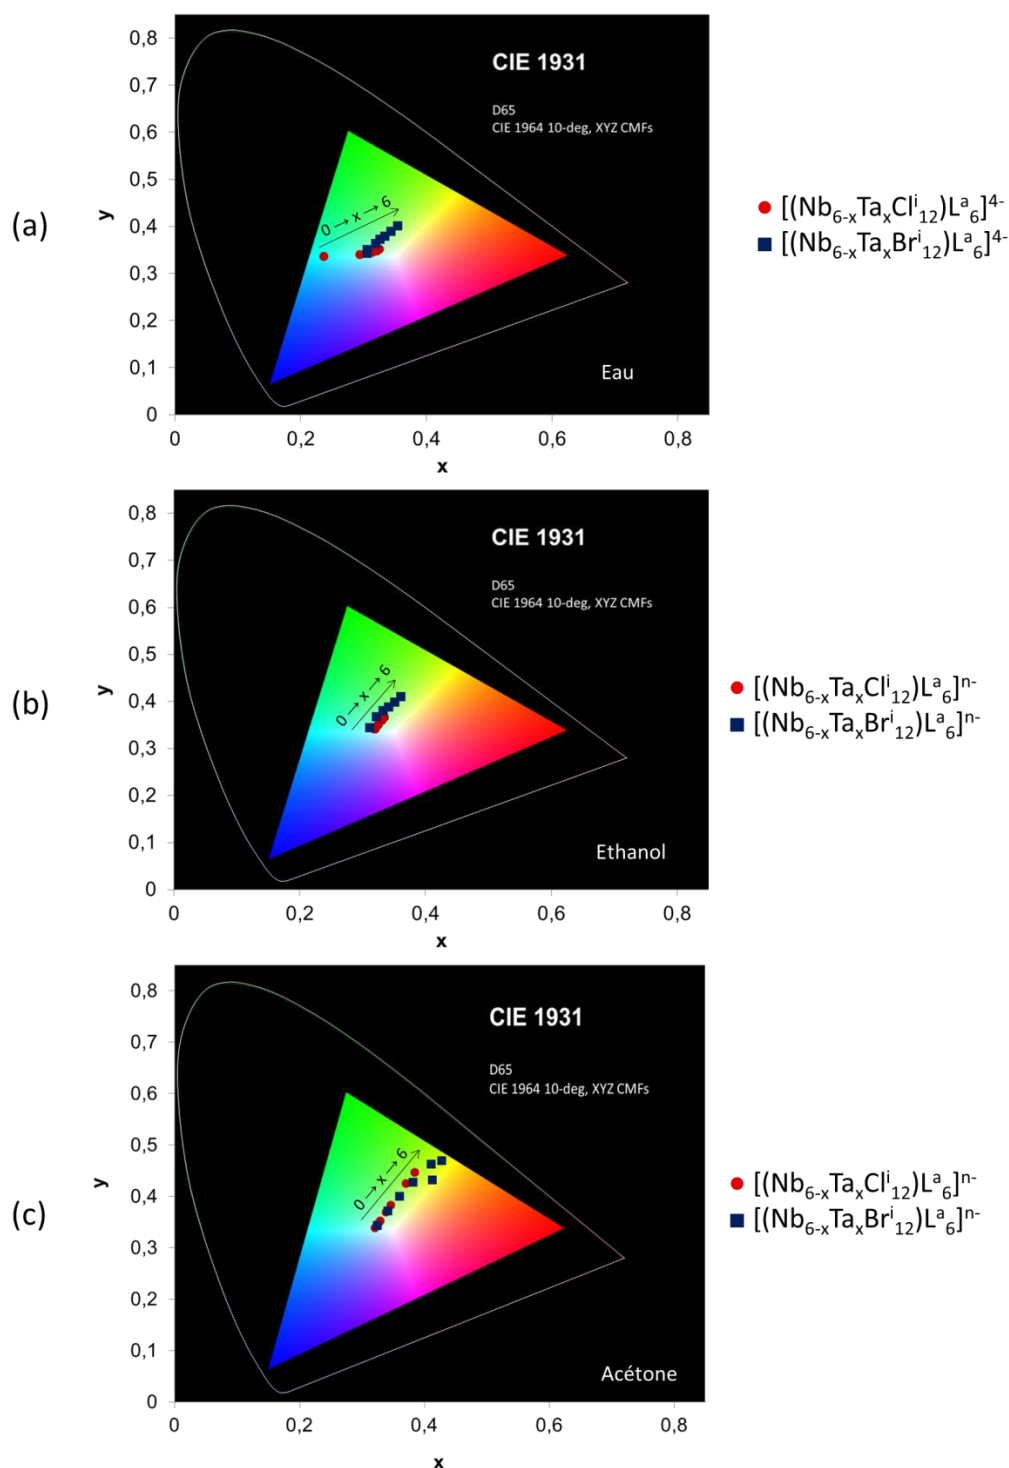 (a)
y
0,8
0,7
0,6
0,5
0,4
0,3
0,2
0,1
0
CIE 1931
D65
CIE 1964 10-deg, XYZ CMFs
0 → x → 6
Eau
0 0,2 0,4 0,6 0,8
x
[(Nb₆₋ₓTaₓClⁱ₁₂)Lᵃ₆]⁴⁻
[(Nb₆₋ₓTaₓBrⁱ₁₂)Lᵃ₆]⁴⁻
(b)
y
0,8
0,7
0,6
0,5
0,4
0,3
0,2
0,1
0
CIE 1931
D65
CIE 1964 10-deg, XYZ CMFs
0 → x → 6
Ethanol
0 0,2 0,4 0,6 0,8
x
[(Nb₆₋ₓTaₓClⁱ₁₂)Lᵃ₆]ⁿ⁻
[(Nb₆₋ₓTaₓBrⁱ₁₂)Lᵃ₆]ⁿ⁻
(c)
y
0,8
0,7
0,6
0,5
0,4
0,3
0,2
0,1
0
CIE 1931
D65
CIE 1964 10-deg, XYZ CMFs
0 → x → 6
Acétone
0 0,2 0,4 0,6 0,8
x
[(Nb₆₋ₓTaₓClⁱ₁₂)Lᵃ₆]ⁿ⁻
[(Nb₆₋ₓTaₓBrⁱ₁₂)Lᵃ₆]ⁿ⁻